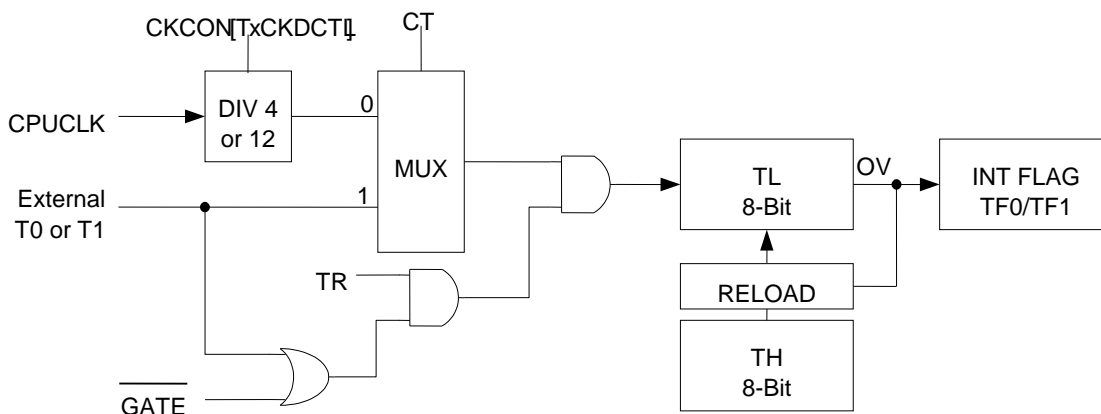 CKCON[TxCKDCTL]
CT
CPUCLK
DIV 4
or 12
0
MUX
External
T0 or T1
1
TR
GATE
TL
8-Bit
OV
INT FLAG
TF0/TF1
RELOAD
TH
8-Bit